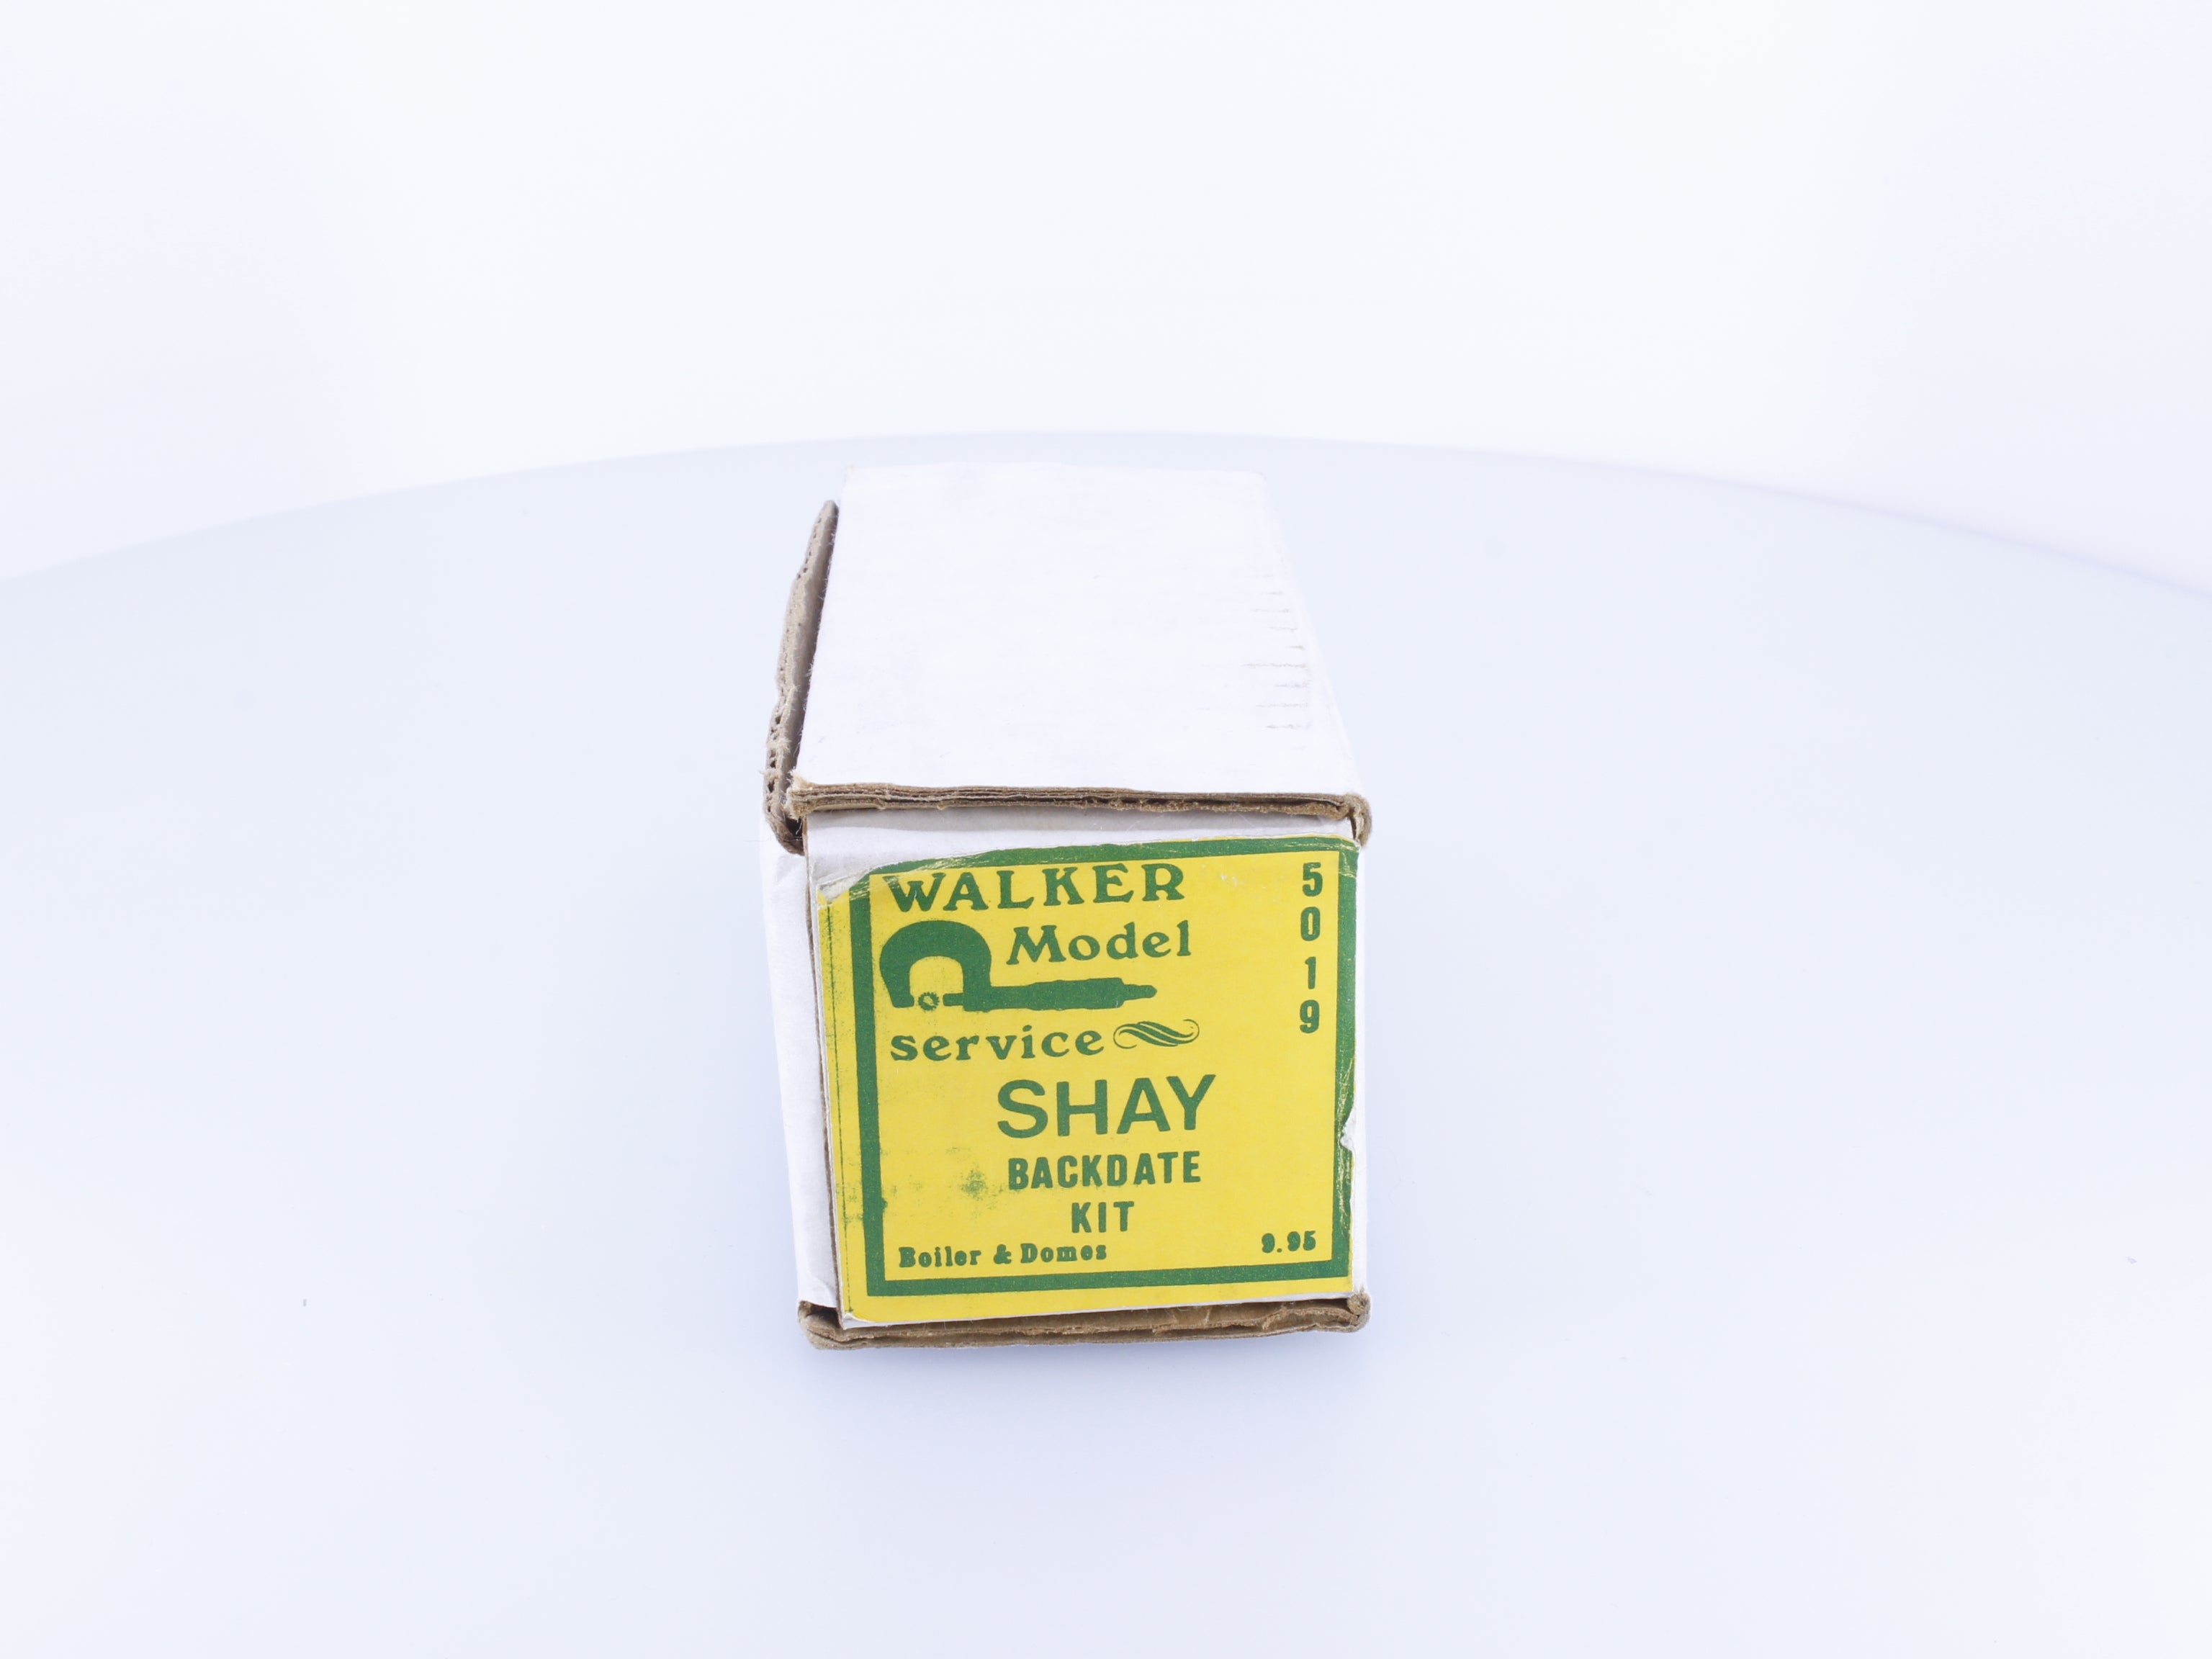 WALKER
Model
service
5019
SHAY
BACKDATE
KIT
Boiler & Domes
9.95